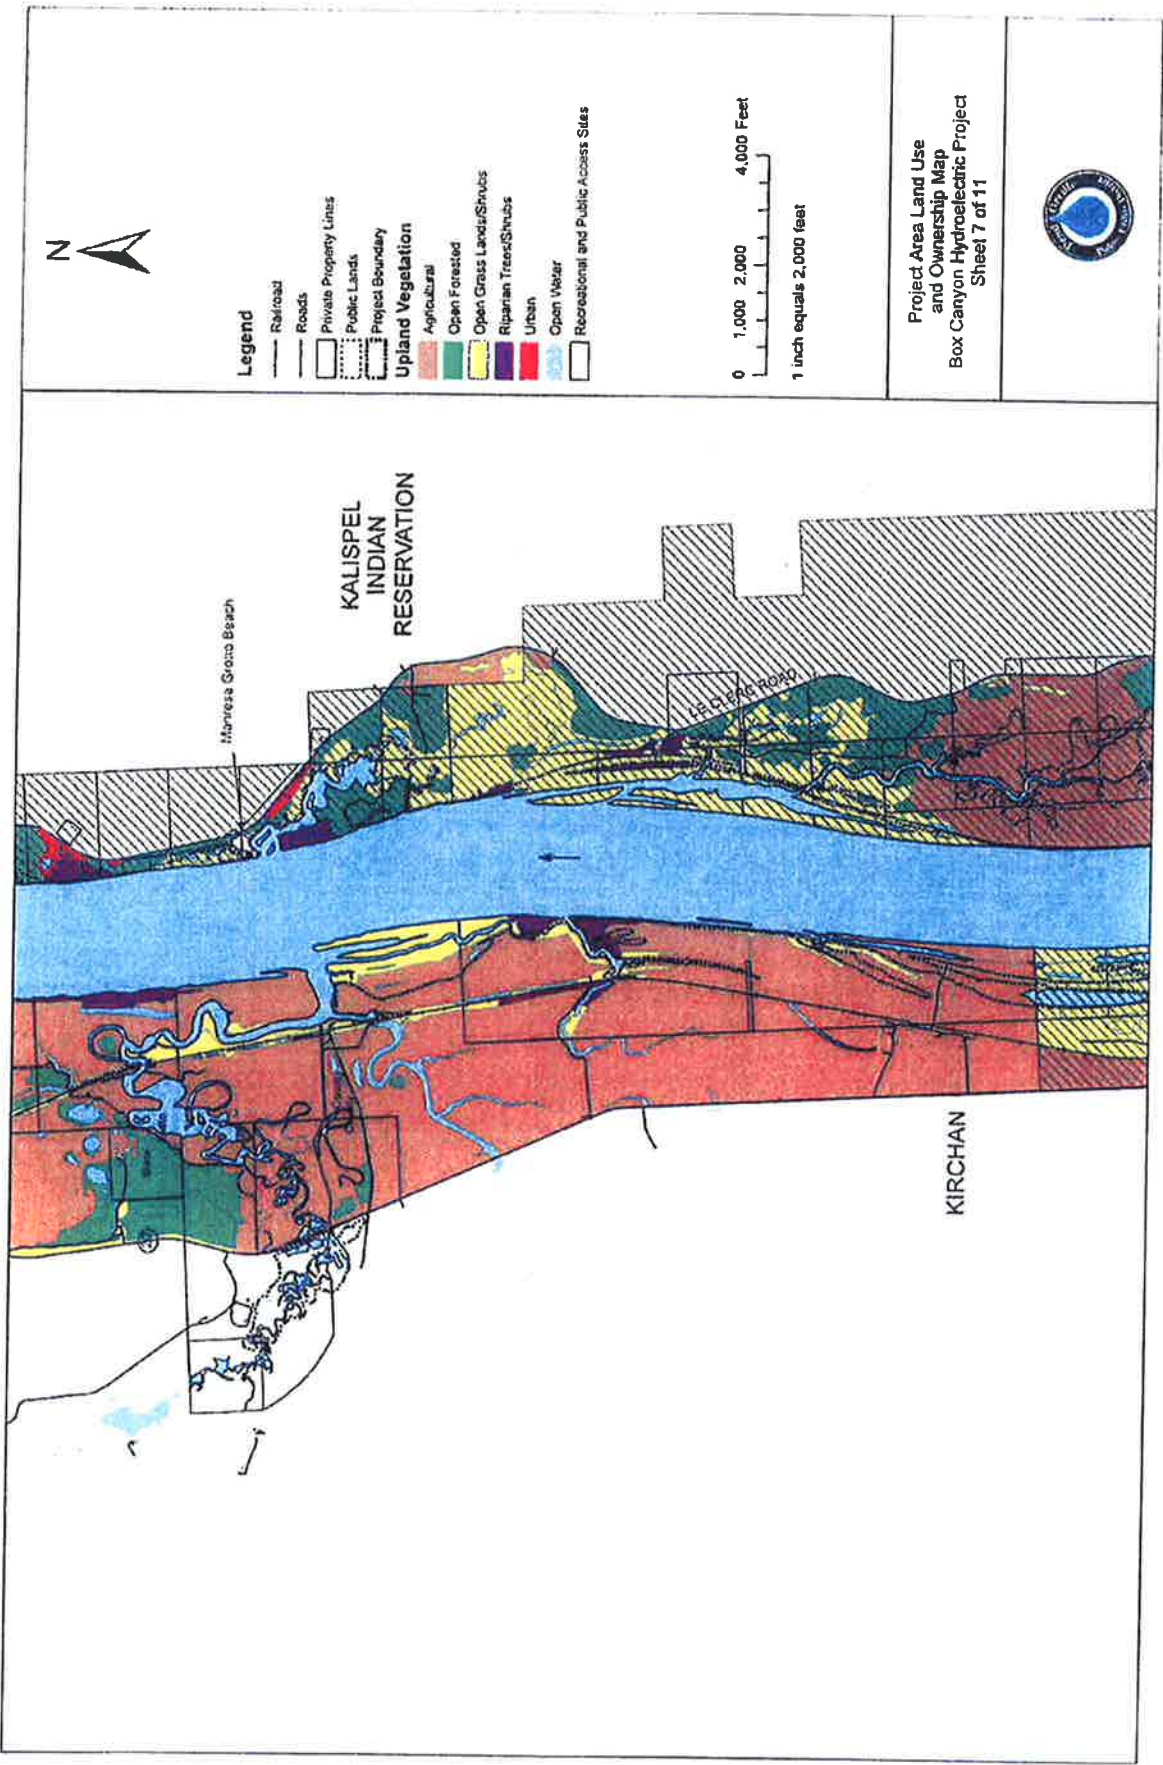 N
Legend
Railroad
Roads
Private Property Lines
Public Lands
Project Boundary
Upland Vegetation
Agricultural
Open Forested
Open Grass Lands/Shrubs
Riparian Trees/Shrubs
Urban
Open Water
Recreational and Public Access Sites
0 1,000 2,000 4,000 Feet
1 inch equals 2,000 feet
Project Area Land Use
and Ownership Map
Box Canyon Hydroelectric Project
Sheet 7 of 11
Manresa Grotto Beach
KALISPEL
INDIAN
RESERVATION
LE CLERC ROAD
KIRCHAN